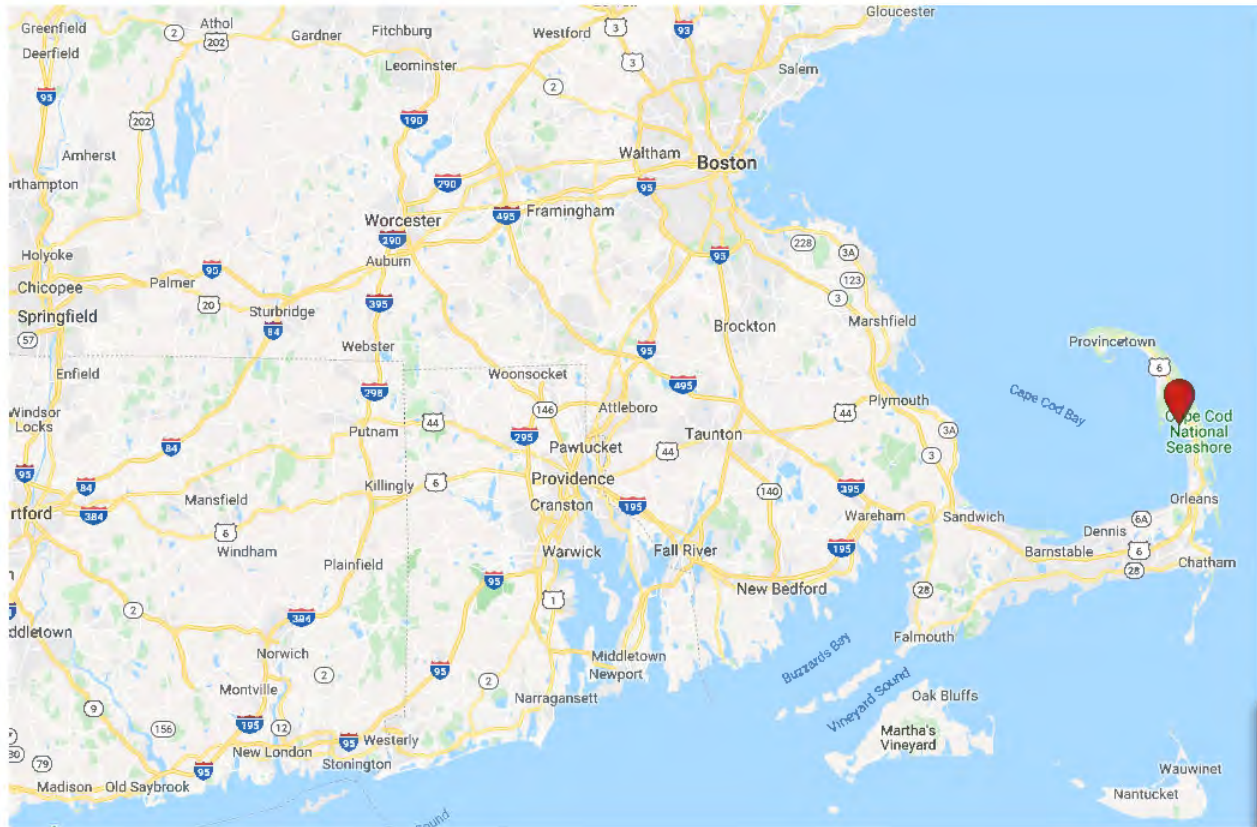 Greenfield
Athol
Gardner
Fitchburg
Westford
Gloucester
Deerfield
2
202
3
93
Leominster
3
Salem
2
95
190
202
Amherst
Waltham
Boston
rthampton
290
95
Worcester
495
Framingham
290
228
3A
Holyoke
Auburn
95
95
Palmer
123
Chicopee
20
395
3
Springfield
Sturbridge
Brockton
Marshfield
84
57
Webster
Provincetown
95
Enfield
Woonsocket
6
298
495
Cape Cod Bay
Windsor
Locks
146
Attleboro
Plymouth
Cape Cod
National
Seashore
44
44
Putnam
295
Taunton
3A
84
Pawtucket
44
3
95
Providence
84
Killingly
6
140
395
Mansfield
Cranston
195
Orleans
rtford
384
Wareham
Sandwich
6A
6
Dennis
Windham
Warwick
Fall River
195
Barnstable
6
Plainfield
Chatham
95
28
New Bedford
28
1
2
384
ddletown
Falmouth
Norwich
Middletown
Buzzards Bay
2
95
Newport
2
Vineyard Sound
Montville
Oak Bluffs
Narragansett
9
156
195
12
Martha's
Vineyard
95
Westerly
New London
80
79
Stonington
95
Wauwinet
Madison
Old Saybrook
Nantucket
Sound